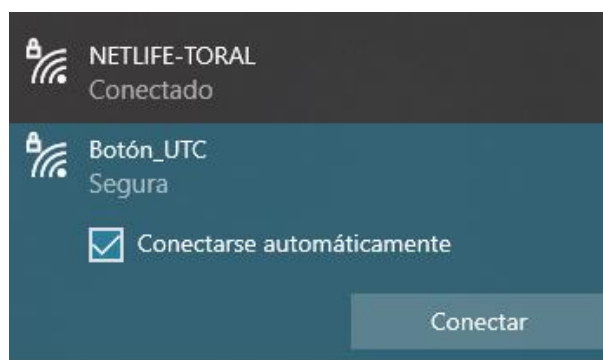 NETLIFE-TORAL
Conectado
Botón_UTC
Segura
Conectarse automáticamente
Conectar